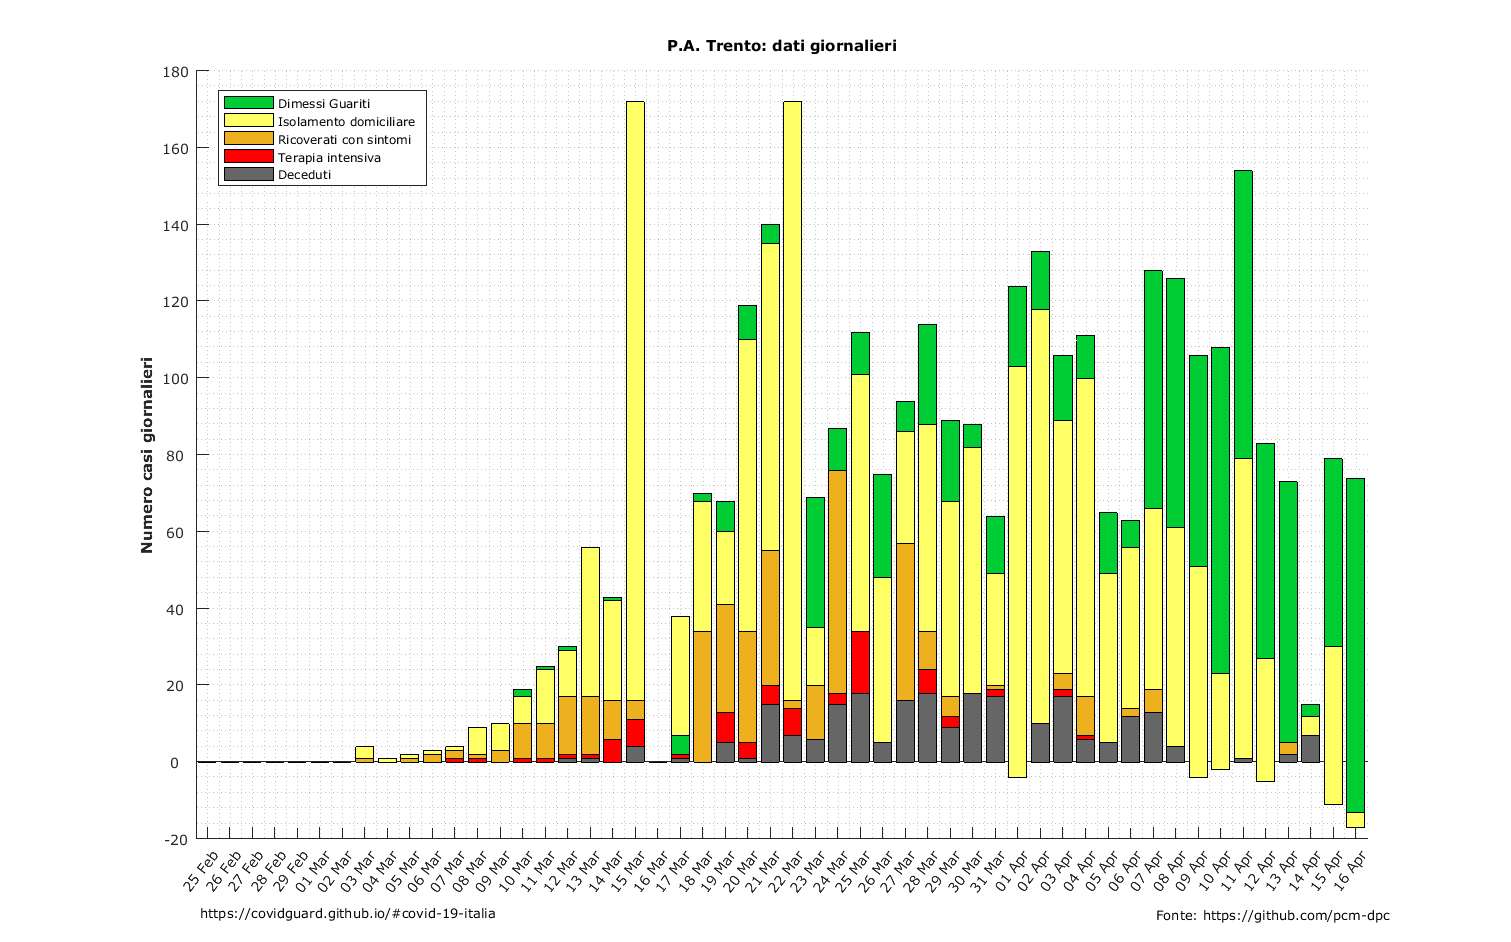 P.A. Trento: dati giornalieri
Dimessi Guariti
Isolamento domiciliare
Ricoverati con sintomi
Terapia intensiva
Deceduti
Numero casi giornalieri
180
160
140
120
100
80
60
40
20
0
-20
25 Feb
26 Feb
27 Feb
28 Feb
29 Feb
01 Mar
02 Mar
03 Mar
04 Mar
05 Mar
06 Mar
07 Mar
08 Mar
09 Mar
10 Mar
11 Mar
12 Mar
13 Mar
14 Mar
15 Mar
16 Mar
17 Mar
18 Mar
19 Mar
20 Mar
21 Mar
22 Mar
23 Mar
24 Mar
25 Mar
26 Mar
27 Mar
28 Mar
29 Mar
30 Mar
31 Mar
01 Apr
02 Apr
03 Apr
04 Apr
05 Apr
06 Apr
07 Apr
08 Apr
09 Apr
10 Apr
11 Apr
12 Apr
13 Apr
14 Apr
15 Apr
16 Apr
https://covidguard.github.io/#covid-19-italia
Fonte: https://github.com/pcm-dpc